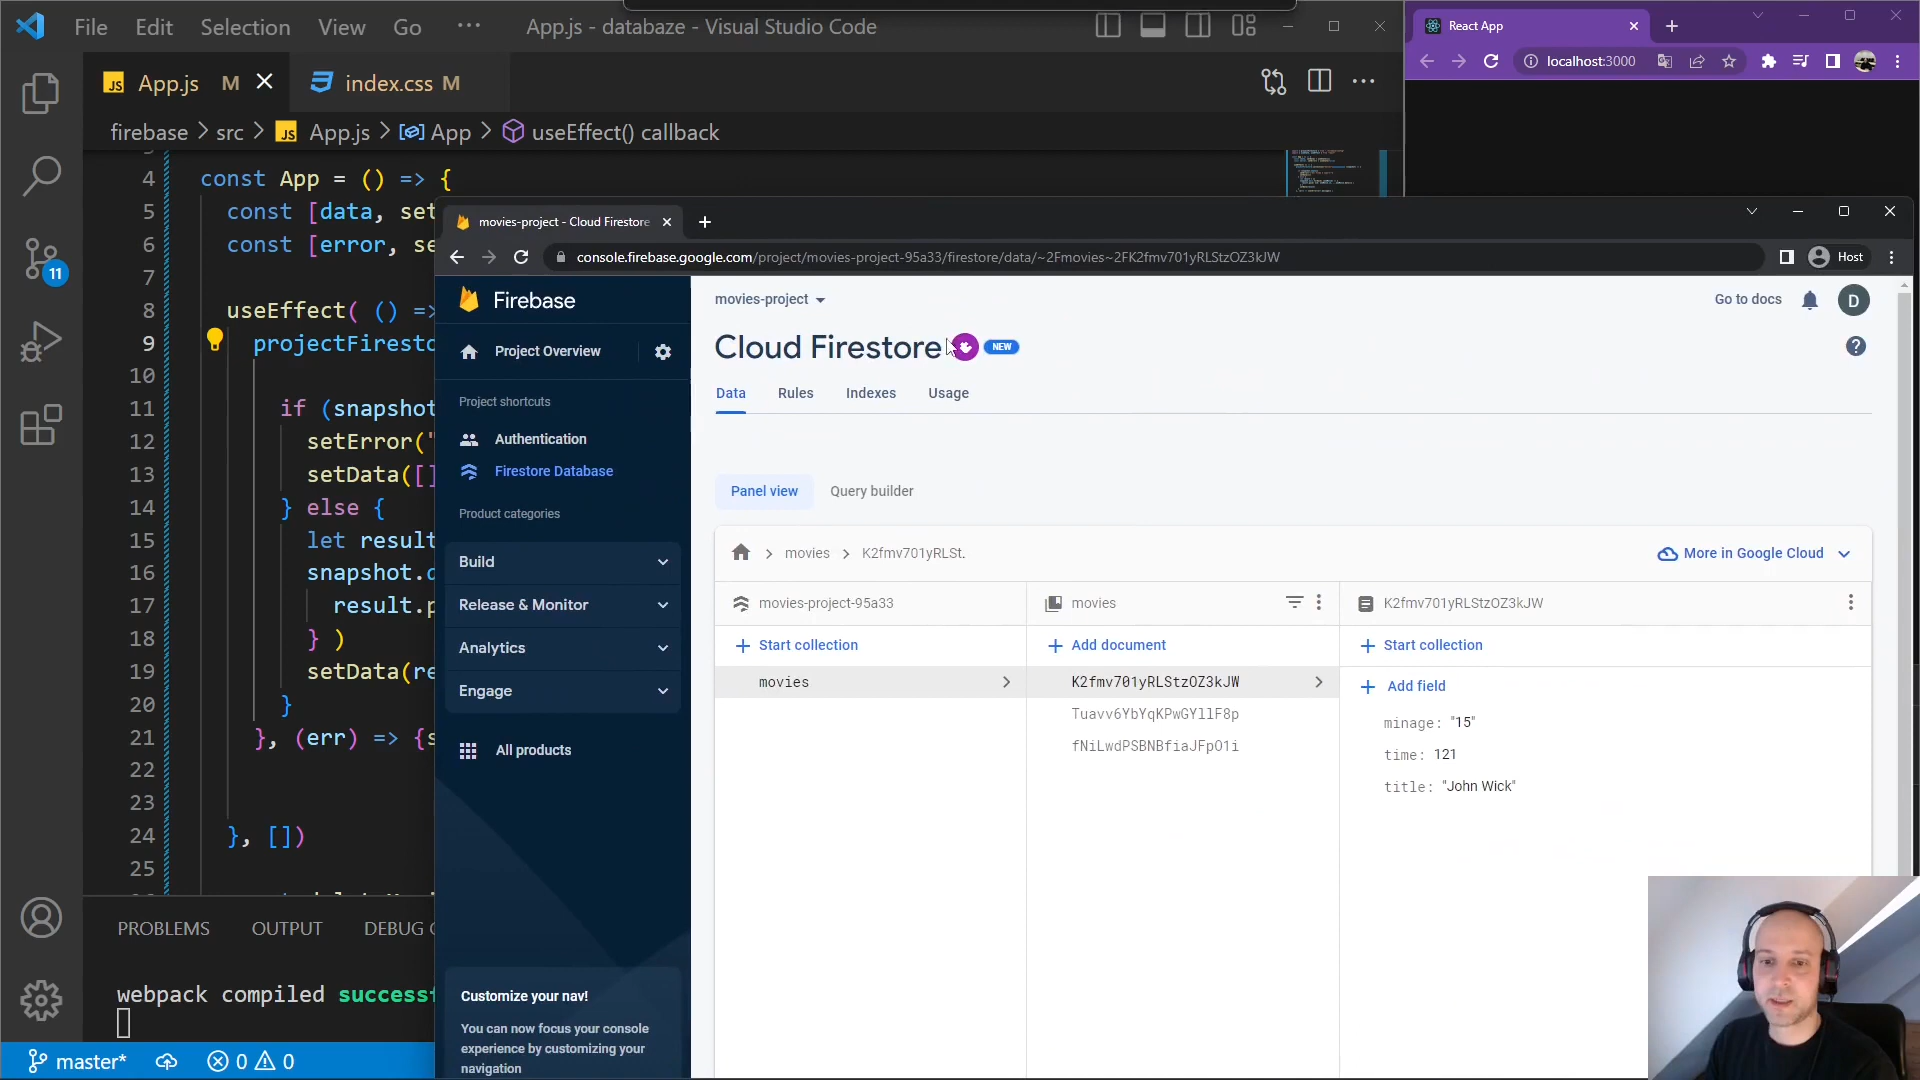 File Edit Selection View Go ··· App.js - databaze - Visual Studio Code
App.js M index.css M
firebase > src > App.js > App > useEffect() callback
4 const App = () => {
5 const [data, set
6 const [error, se
7
8 useEffect( () =>
9 projectFiresto
10
11 if (snapshot
12 setError("
13 setData([]
14 } else {
15 let result
16 snapshot.
17 result.p
18 } )
19 setData(re
20 }
21 }, (err) => {s
22
23
24 }, [])
25
11
PROBLEMS OUTPUT DEBUG C
webpack compiled successf
master* 0 0
React App
localhost:3000
movies-project - Cloud Firestore
console.firebase.google.com/project/movies-project-95a33/firestore/data/~2Fmovies~2FK2fmv701yRLStzOZ3kJW
Host
Firebase
Project Overview
Project shortcuts
Authentication
Firestore Database
Product categories
Build
Release & Monitor
Analytics
Engage
All products
Customize your nav!
You can now focus your console
experience by customizing your
navigation
movies-project
Go to docs
D
Cloud Firestore NEW
Data Rules Indexes Usage
Panel view Query builder
movies > K2fmv701yRLSt.
More in Google Cloud
movies-project-95a33
Start collection
movies
movies
Add document
K2fmv701yRLStzOZ3kJW
Tuavv6YbYqKPwGYllF8p
fNiLwdPSBNBfiaJFpO1i
K2fmv701yRLStzOZ3kJW
Start collection
Add field
minage: "15"
time: 121
title: "John Wick"